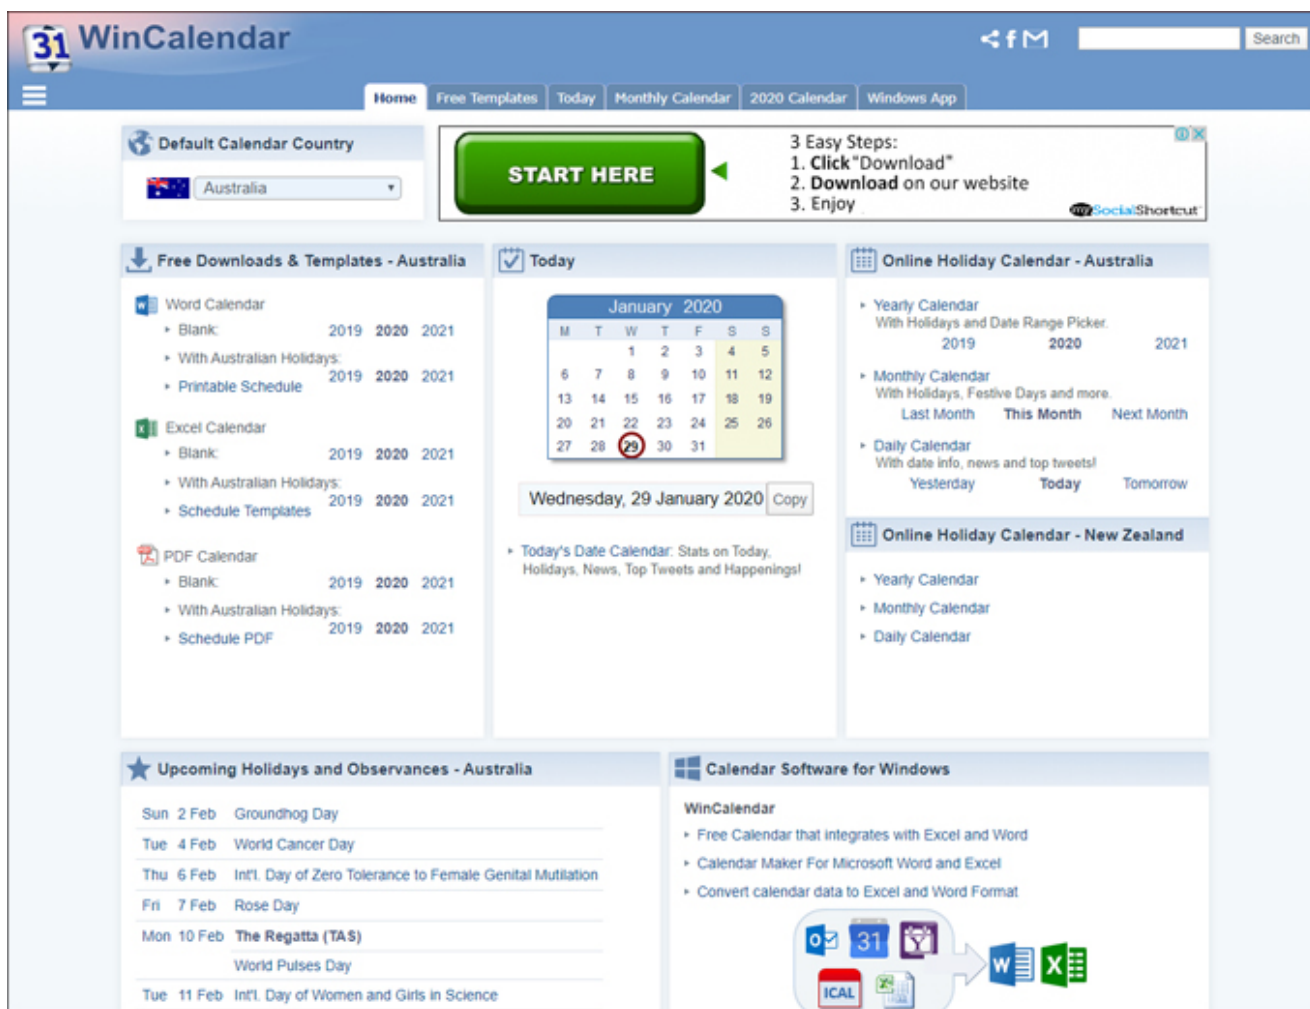 31 WinCalendar
Search
Home Free Templates Today Monthly Calendar 2020 Calendar Windows App
Default Calendar Country
Australia
START HERE
3 Easy Steps:
1. Click "Download"
2. Download on our website
3. Enjoy
mySocialShortcut
Free Downloads & Templates - Australia
Word Calendar
Blank: 2019 2020 2021
With Australian Holidays:
2019 2020 2021
Printable Schedule
Excel Calendar
Blank: 2019 2020 2021
With Australian Holidays:
2019 2020 2021
Schedule Templates
PDF Calendar
Blank: 2019 2020 2021
With Australian Holidays:
2019 2020 2021
Schedule PDF
Today
January 2020
M T W T F S S
1 2 3 4 5
6 7 8 9 10 11 12
13 14 15 16 17 18 19
20 21 22 23 24 25 26
27 28 29 30 31
Wednesday, 29 January 2020 Copy
Today's Date Calendar: Stats on Today,
Holidays, News, Top Tweets and Happenings!
Online Holiday Calendar - Australia
Yearly Calendar
With Holidays and Date Range Picker.
2019 2020 2021
Monthly Calendar
With Holidays, Festive Days and more.
Last Month This Month Next Month
Daily Calendar
With date info, news and top tweets!
Yesterday Today Tomorrow
Online Holiday Calendar - New Zealand
Yearly Calendar
Monthly Calendar
Daily Calendar
Upcoming Holidays and Observances - Australia
Sun 2 Feb Groundhog Day
Tue 4 Feb World Cancer Day
Thu 6 Feb Int'l. Day of Zero Tolerance to Female Genital Mutilation
Fri 7 Feb Rose Day
Mon 10 Feb The Regatta (TAS)
World Pulses Day
Tue 11 Feb Int'l. Day of Women and Girls in Science
Calendar Software for Windows
WinCalendar
Free Calendar that integrates with Excel and Word
Calendar Maker For Microsoft Word and Excel
Convert calendar data to Excel and Word Format
31
ICAL